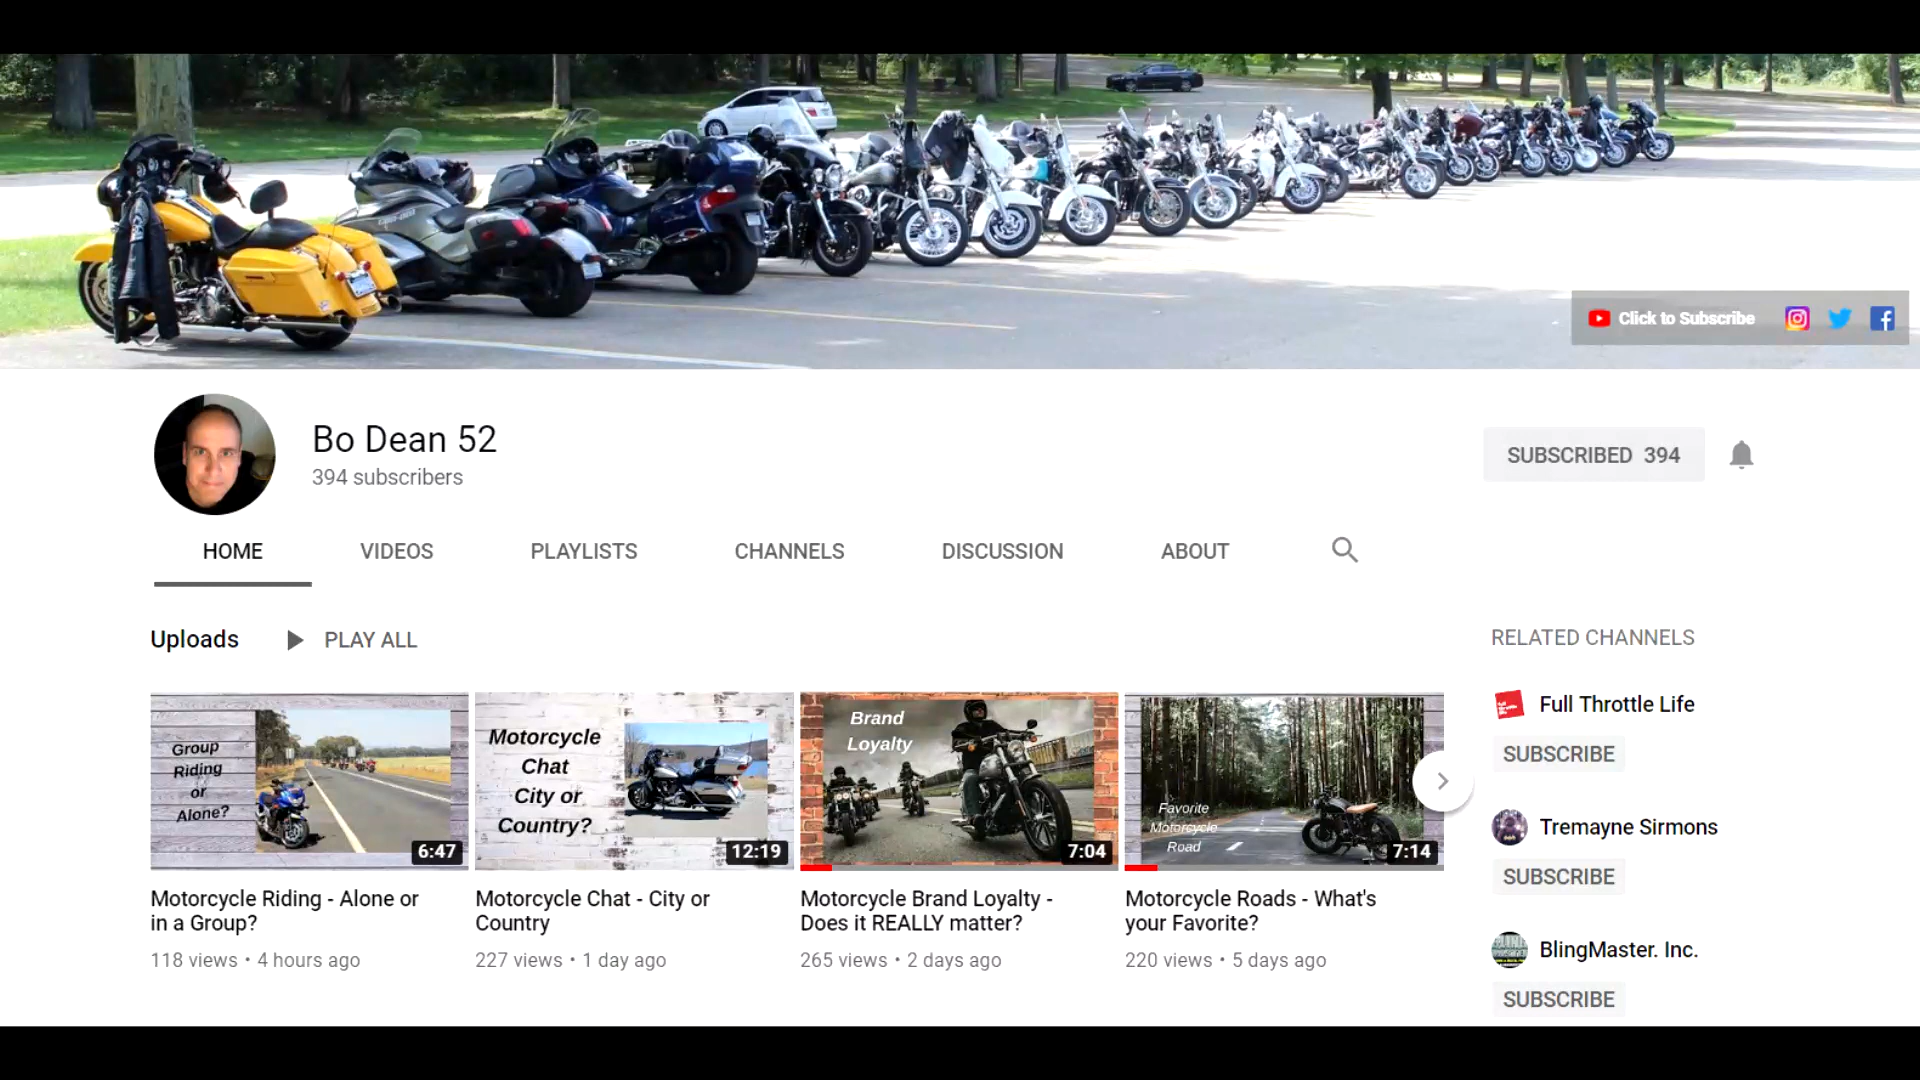 Click to Subscribe
Bo Dean 52
394 subscribers
SUBSCRIBED 394
HOME VIDEOS PLAYLISTS CHANNELS DISCUSSION ABOUT
Uploads PLAY ALL
Group
Riding
or
Alone?
6:47
Motorcycle Riding - Alone or
in a Group?
118 views • 4 hours ago
Motorcycle
Chat
City or
Country?
12:19
Motorcycle Chat - City or
Country
227 views • 1 day ago
Brand
Loyalty
7:04
Motorcycle Brand Loyalty -
Does it REALLY matter?
265 views • 2 days ago
Favorite
Motorcycle
Road
7:14
Motorcycle Roads - What's
your Favorite?
220 views • 5 days ago
RELATED CHANNELS
Full Throttle Life
SUBSCRIBE
Tremayne Sirmons
SUBSCRIBE
BlingMaster. Inc.
SUBSCRIBE